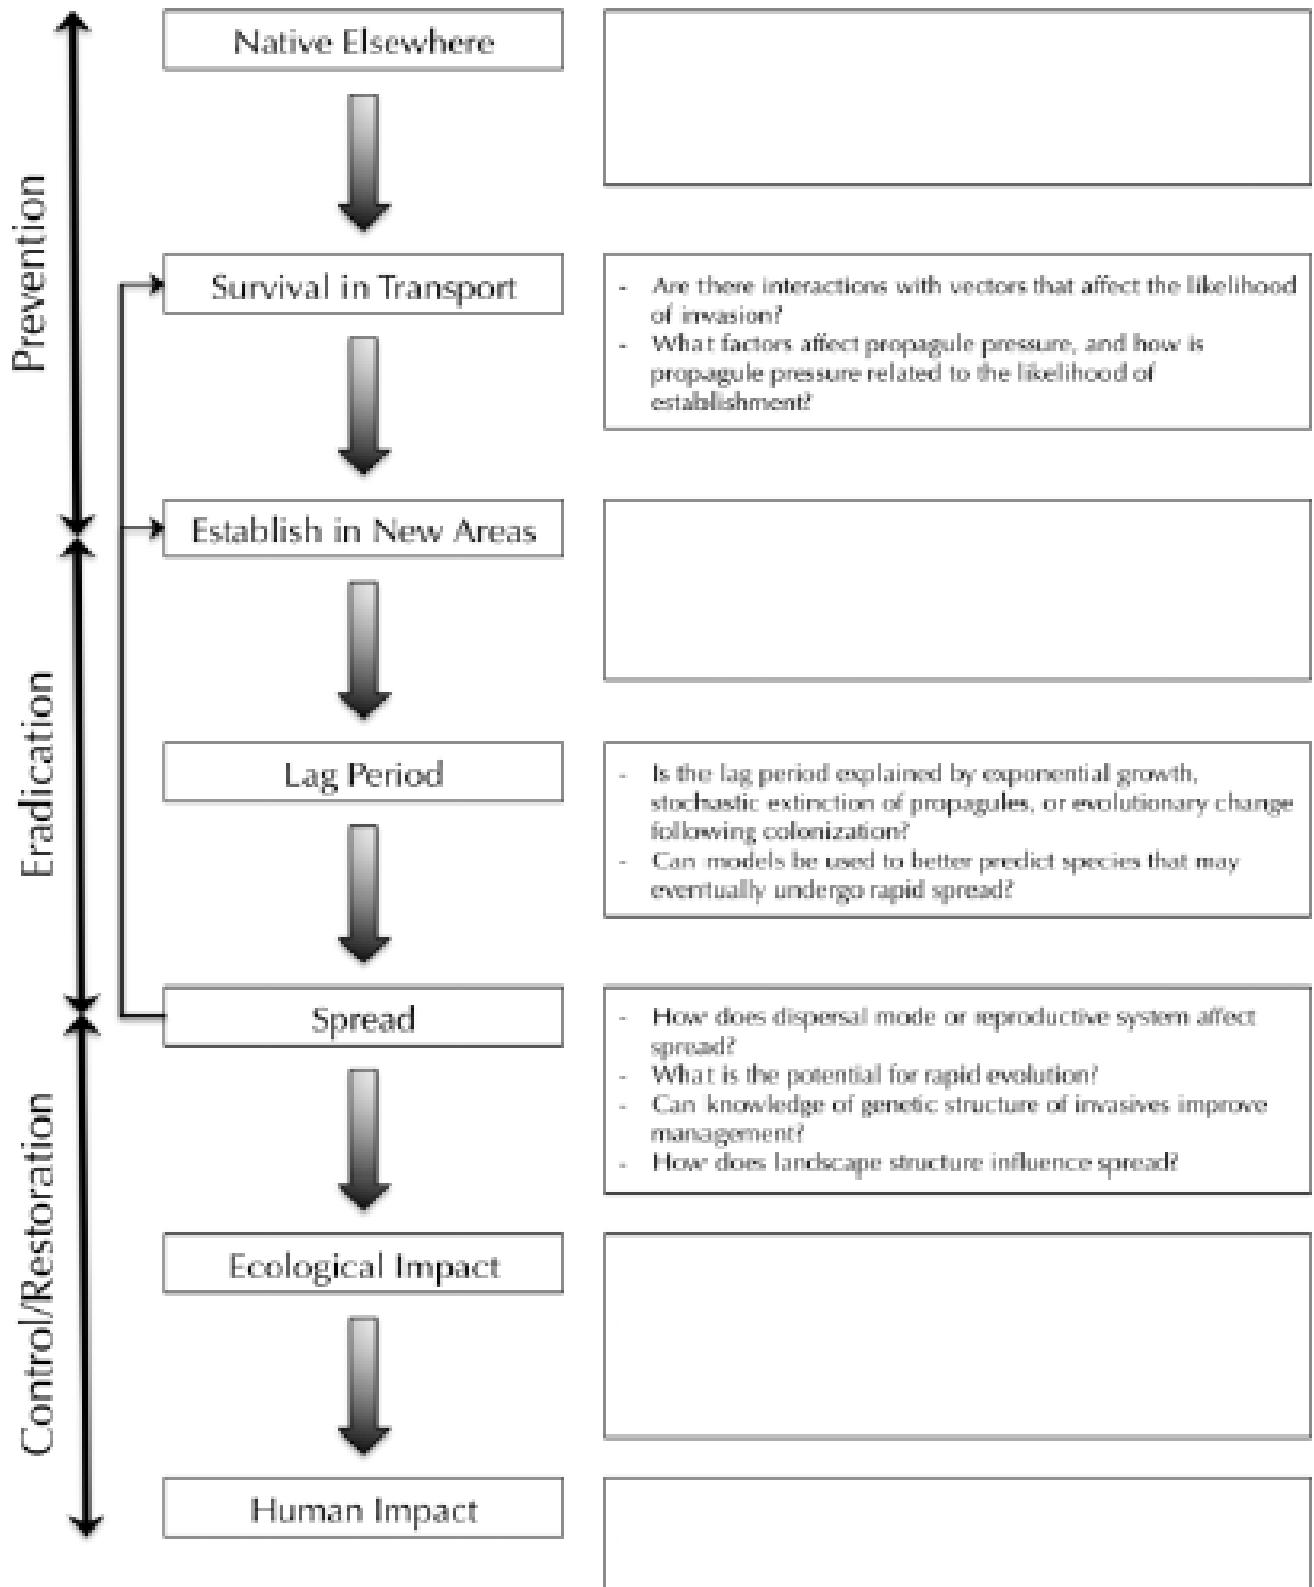 Native Elsewhere
Prevention
Survival in Transport
- Are there interactions with vectors that affect the likelihood
of invasion?
- What factors affect propagule pressure, and how is
propagule pressure related to the likelihood of
establishment?
Establish in New Areas
Eradication
Lag Period
- Is the lag period explained by exponential growth,
stochastic extinction of propagules, or evolutionary change
following colonization?
- Can models be used to better predict species that may
eventually undergo rapid spread?
Spread
- How does dispersal mode or reproductive system affect
spread?
- What is the potential for rapid evolution?
- Can knowledge of genetic structure of invasives improve
management?
- How does landscape structure influence spread?
Control/Restoration
Ecological Impact
Human Impact